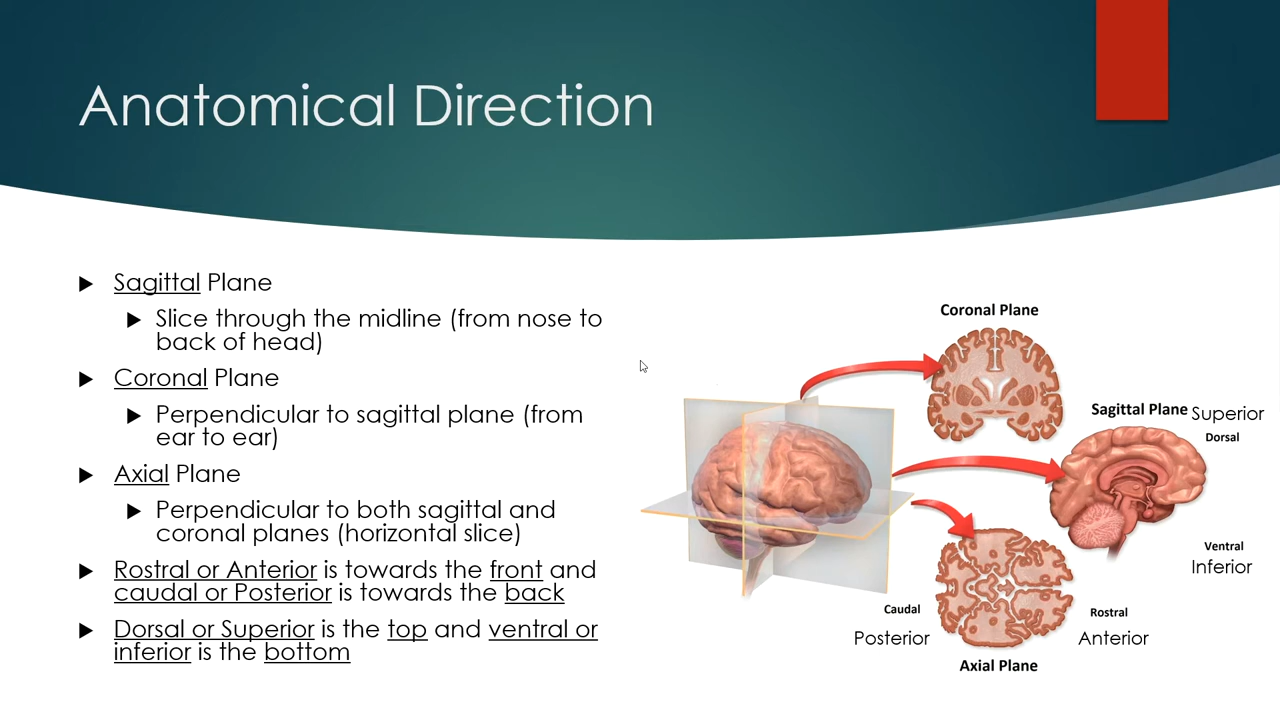 Anatomical Direction
Sagittal Plane
Slice through the midline (from nose to
back of head)
Coronal Plane
Perpendicular to sagittal plane (from
ear to ear)
Axial Plane
Perpendicular to both sagittal and
coronal planes (horizontal slice)
Rostral or Anterior is towards the front and
caudal or Posterior is towards the back
Dorsal or Superior is the top and ventral or
inferior is the bottom
Coronal Plane
Sagittal Plane Superior
Dorsal
Ventral
Inferior
Caudal
Posterior
Rostral
Anterior
Axial Plane